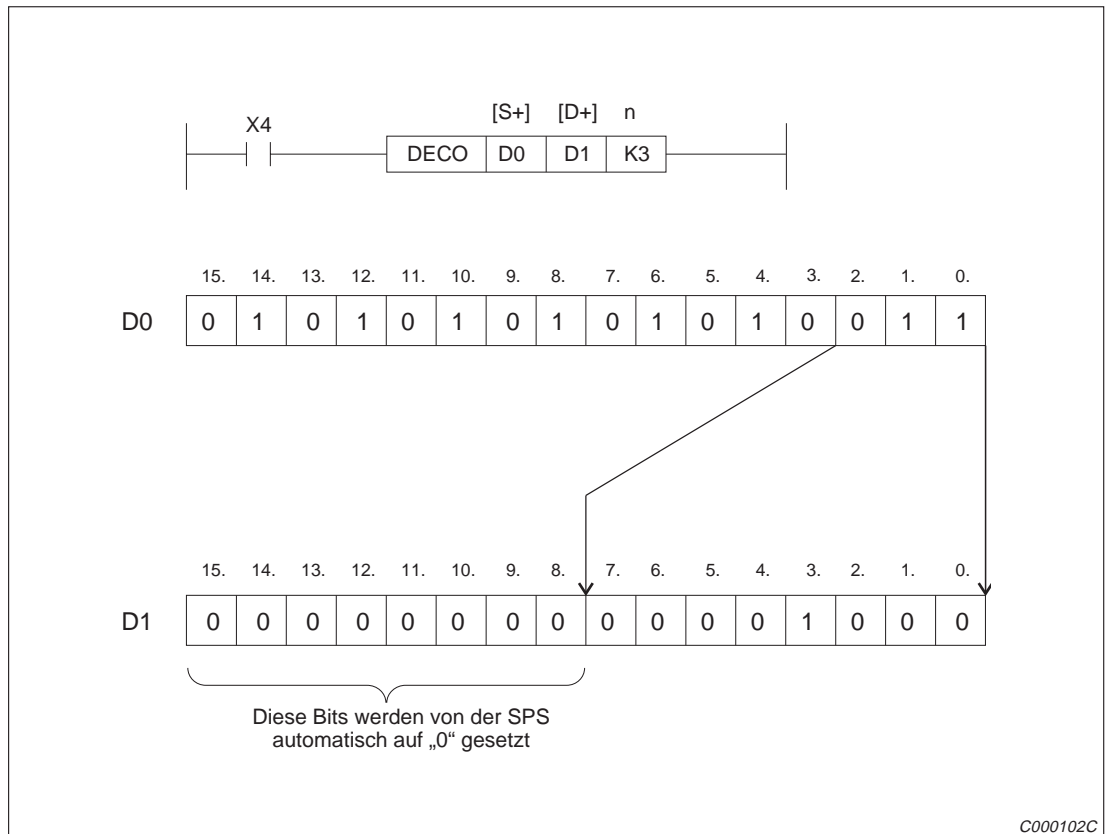 [S+] [D+] n
X4
DECO D0 D1 K3
15. 14. 13. 12. 11. 10. 9. 8. 7. 6. 5. 4. 3. 2. 1. 0.
D0 0 1 0 1 0 1 0 1 0 1 0 1 0 0 1 1
15. 14. 13. 12. 11. 10. 9. 8. 7. 6. 5. 4. 3. 2. 1. 0.
D1 0 0 0 0 0 0 0 0 0 0 0 0 1 0 0 0
Diese Bits werden von der SPS
automatisch auf „0“ gesetzt
C000102C